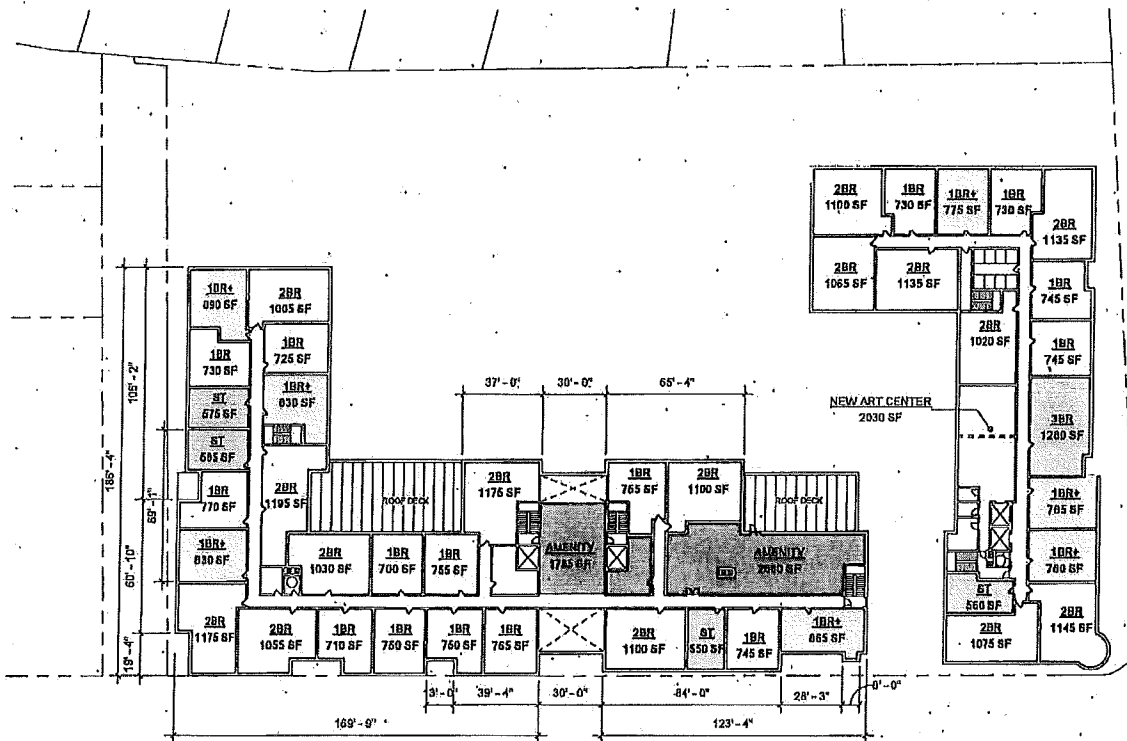 2BR
1100 SF
1BR
730 SF
1BR+
775 SF
1BR
730 SF
2BR
1135 SF
2BR
1065 SF
2BR
1135 SF
1BR
745 SF
2BR
1020 SF
1BR
745 SF
NEW ART CENTER
2030 SF
3BR
1280 SF
1BR+
785 SF
1BR+
780 SF
ST
560 SF
2BR
1075 SF
2BR
1145 SF
1BR+
890 SF
2BR
1005 SF
1BR
730 SF
1BR
725 SF
ST
575 SF
1BR+
830 SF
ST
585 SF
1BR
770 SF
2BR
1195 SF
1BR+
830 SF
2BR
1175 SF
105'-2"
186'-4"
89'-1"
60'-10"
19'-4"
37'-0"
30'-0"
65'-4"
ROOF DECK
2BR
1175 SF
1BR
765 SF
2BR
1100 SF
ROOF DECK
2BR
1030 SF
1BR
700 SF
1BR
755 SF
AMENITY
1785 SF
AMENITY
2BR
1055 SF
1BR
710 SF
1BR
750 SF
1BR
750 SF
1BR
765 SF
2BR
1100 SF
ST
550 SF
1BR
745 SF
1BR+
865 SF
39'-4"
30'-0"
28'-3"
169'-9"
123'-4"